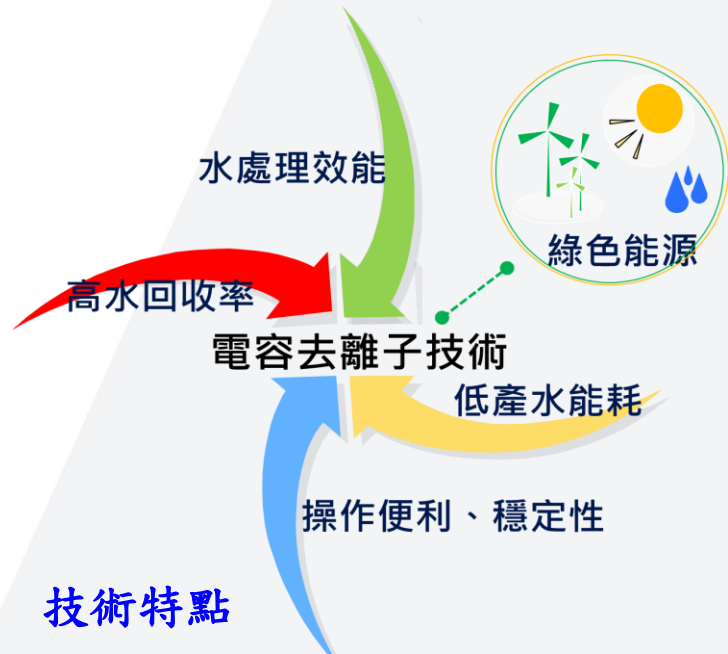 水處理效能
綠色能源
高水回收率
電容去離子技術
低產水能耗
操作便利、穩定性
技術特點